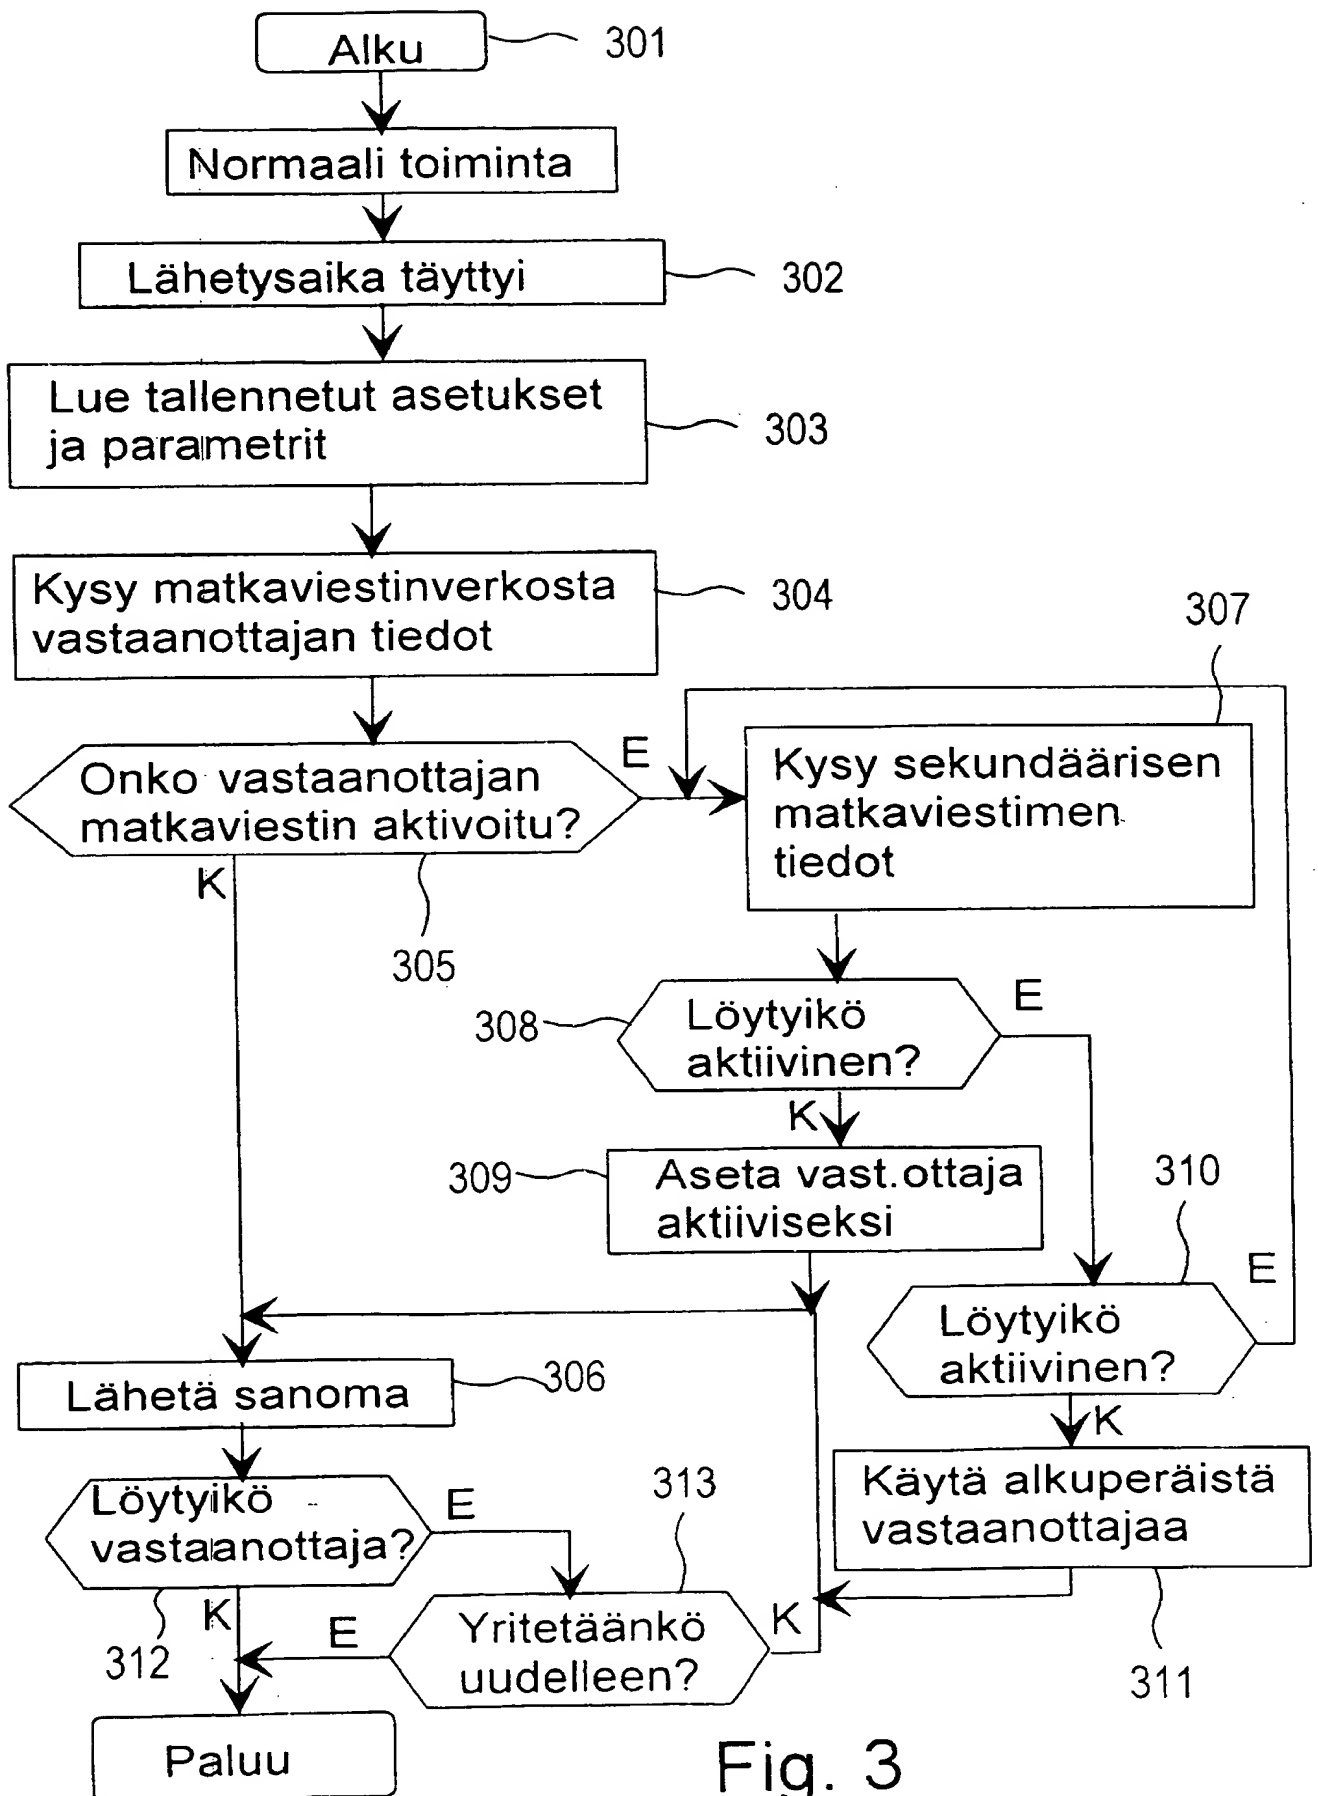 Alku
301
Normaali toiminta
Lähetysaika täyttyi
302
Lue tallennetut asetukset
ja parametrit
303
Kysy matkaviestinverkosta
vastaanottajan tiedot
304
307
Onko vastaanottajan
matkaviestin aktivoitu?
E
K
305
Kysy sekundäärisen
matkaviestimen
tiedot
308
Löytyikö
aktiivinen?
E
K
309
Aseta vast.ottaja
aktiiviseksi
310
Löytyikö
aktiivinen?
E
K
Lähetä sanoma
306
Käytä alkuperäistä
vastaanottajaa
311
Löytyikö
vastaanottaja?
E
K
312
313
Yritetäänkö
uudelleen?
E
K
Paluu
Fig. 3